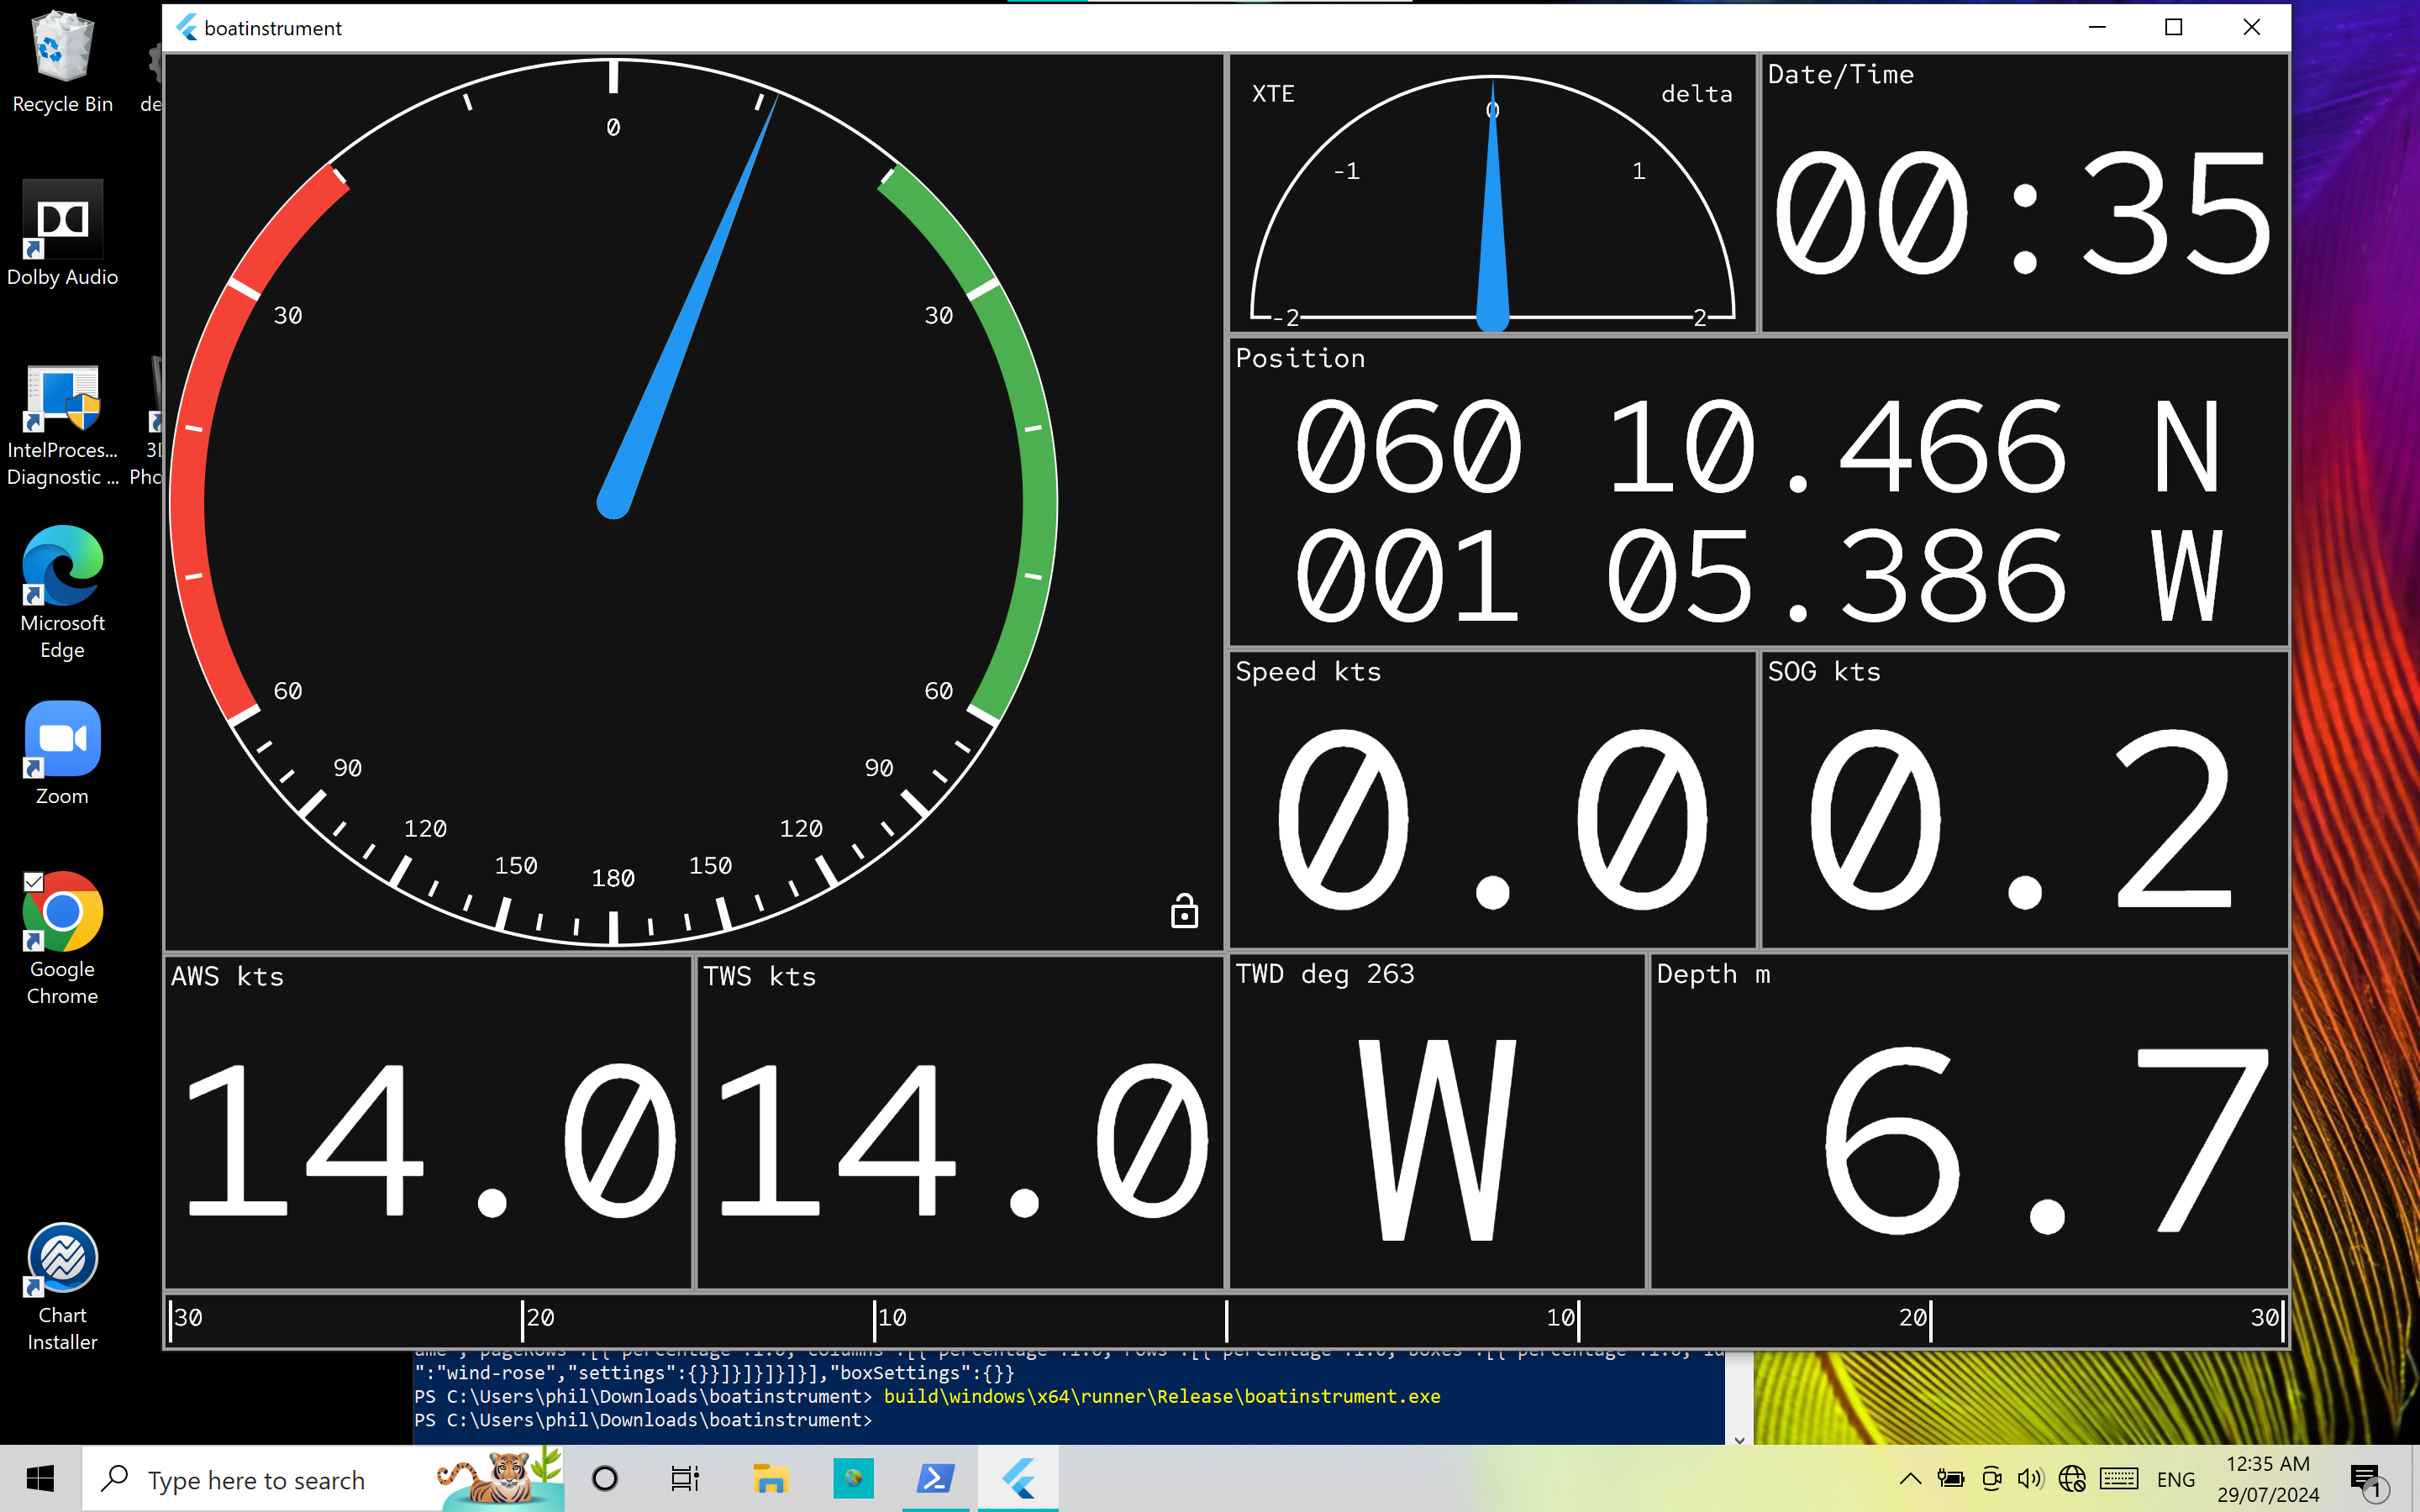 boatinstrument
Recycle Bin
de
Dolby Audio
IntelProces...
Diagnostic ...
3D
Pho
Microsoft
Edge
Zoom
Google
Chrome
Chart
Installer
0
30
30
60
60
90
90
120
120
150
180
150
XTE
delta
0
-1
1
-2
2
Date/Time
00:35
Position
060 10.466 N
001 05.386 W
Speed kts
0.0
SOG kts
0.2
AWS kts
14.0
TWS kts
14.0
TWD deg 263
W
Depth m
6.7
30
20
10
10
20
30
":"wind-rose","settings":{}}]}]}]}]}],"boxSettings":{}}
PS C:\Users\phil\Downloads\boatinstrument> build\windows\x64\runner\Release\boatinstrument.exe
PS C:\Users\phil\Downloads\boatinstrument>
Type here to search
ENG
12:35 AM
29/07/2024
1